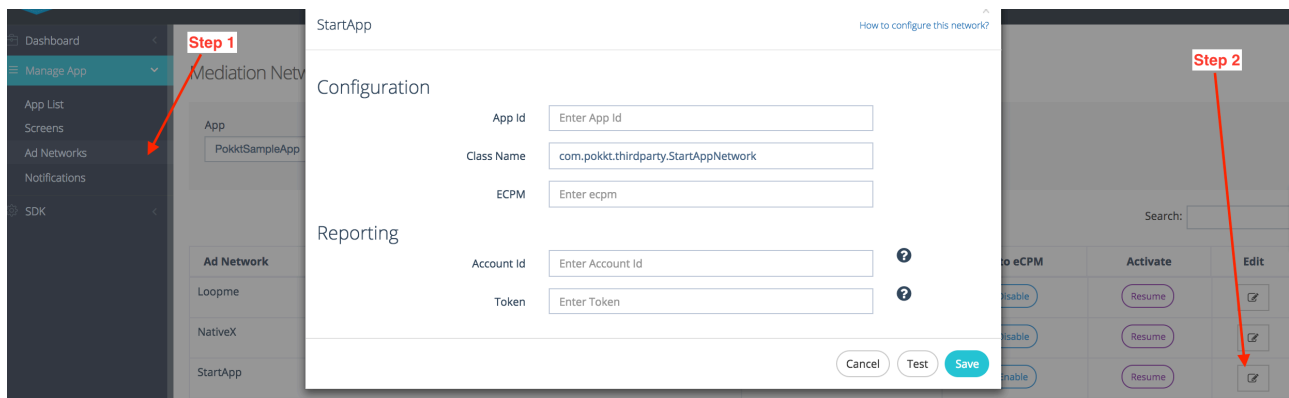 StartApp
How to configure this network?
Dashboard
Step 1
Manage App
Mediation Netw
Step 2
Configuration
App List
App Id
Enter App Id
Screens
App
Ad Networks
PokktSampleApp
Class Name
com.pokkt.thirdparty.StartAppNetwork
Notifications
ECPM
Enter ecpm
SDK
Search:
Reporting
Ad Network
Account Id
Enter Account Id
to eCPM
Activate
Edit
Loopme
Token
Enter Token
Disable
Resume
NativeX
Disable
Resume
Cancel
Test
Save
StartApp
Enable
Resume